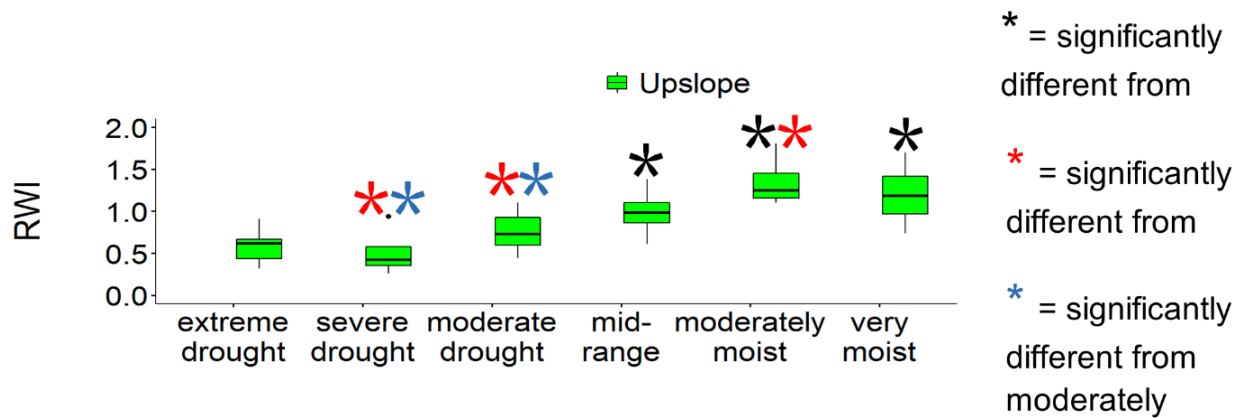 Upslope
RWI
2.0
1.5
1.0
0.5
0.0
extreme drought
severe drought
moderate drought
mid-range
moderately moist
very moist
* = significantly
different from
* = significantly
different from
* = significantly
different from
moderately